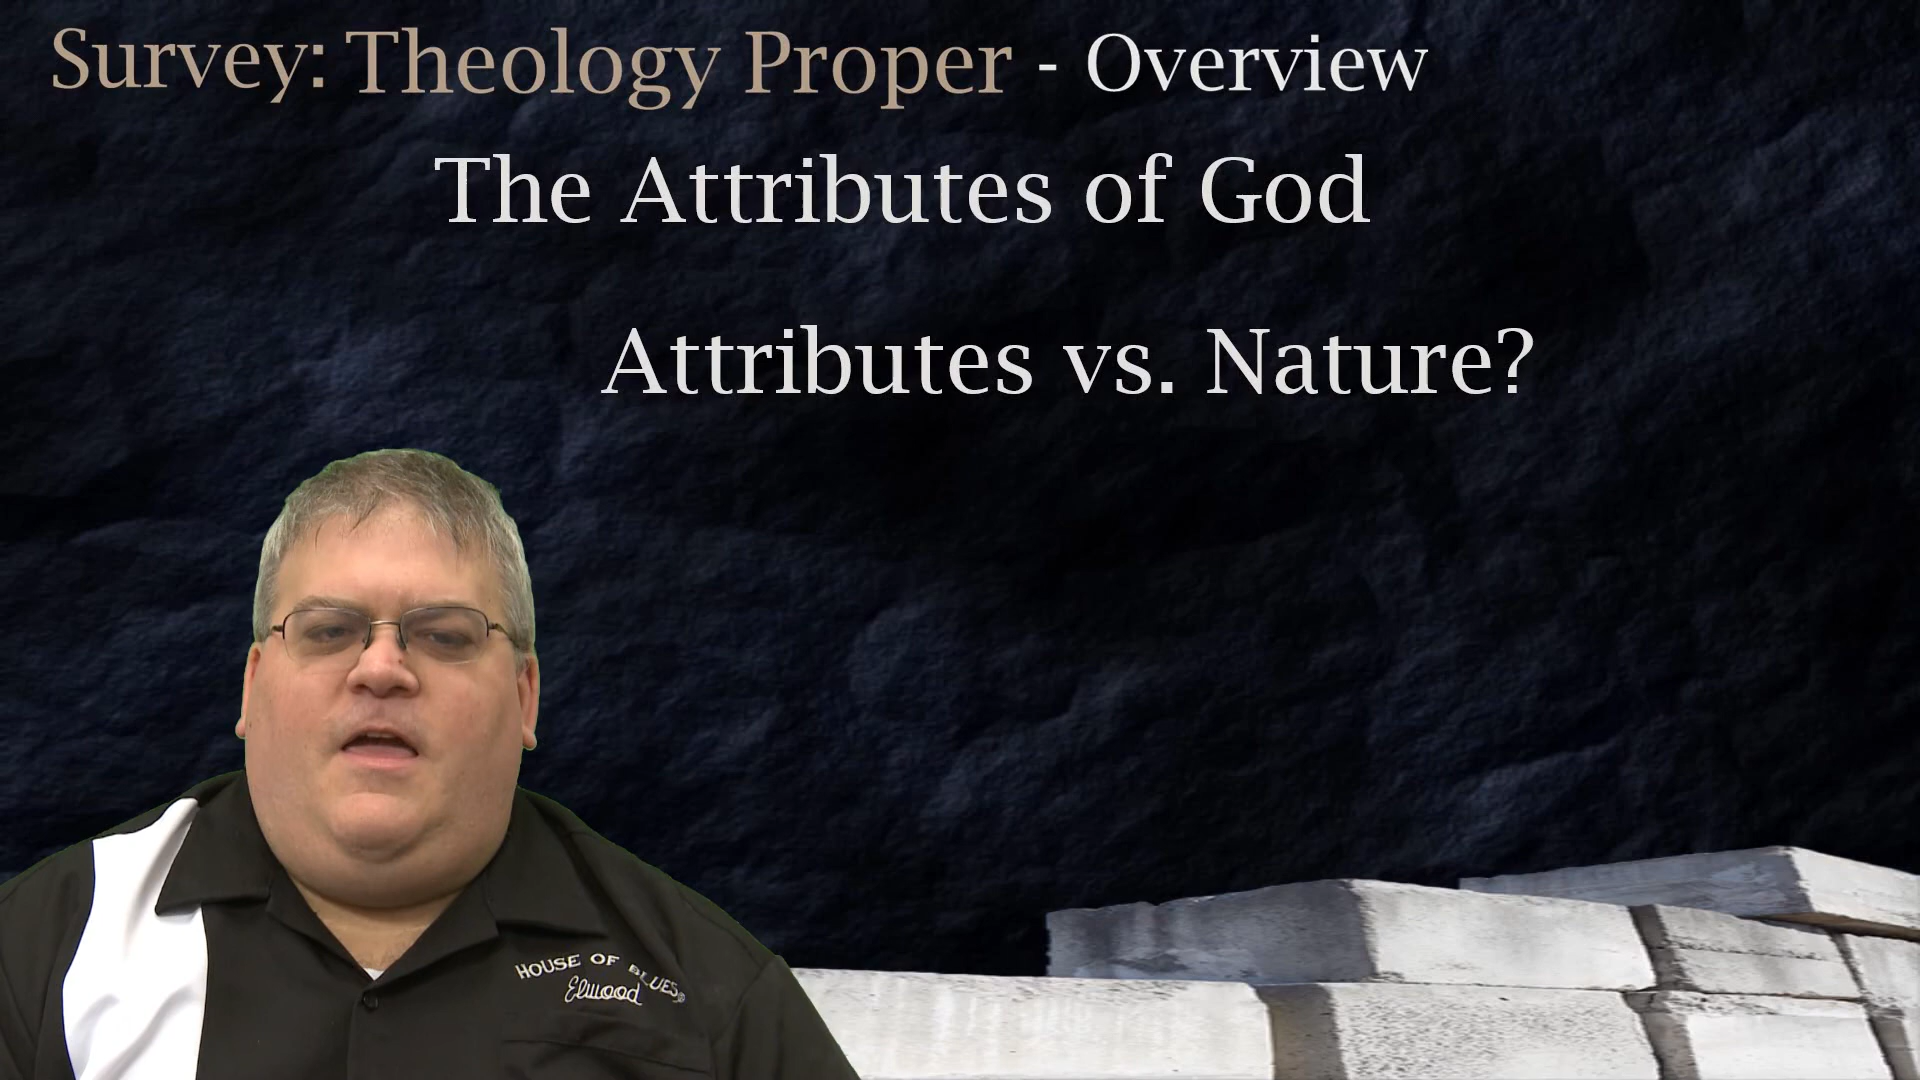 Survey: Theology Proper - Overview
The Attributes of God
Attributes vs. Nature?
HOUSE OF BLUES®
Elwood